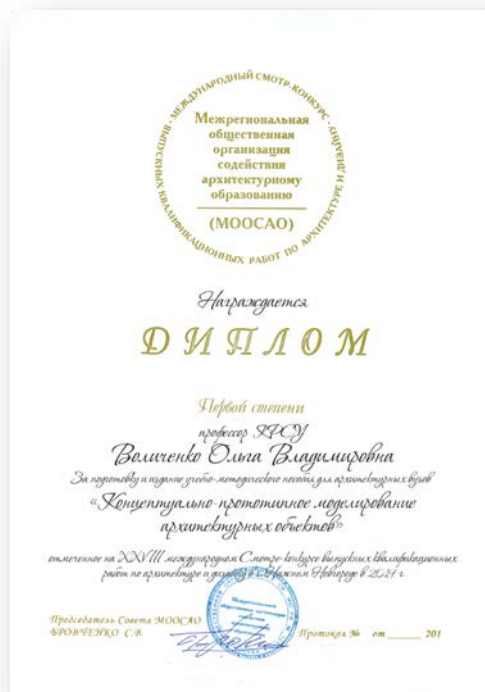 МЕЖДУНАРОДНЫЙ СМОТР-КОНКУРС · ВЫПУСКНЫХ КВАЛИФИКАЦИОННЫХ РАБОТ ПО АРХИТЕКТУРЕ И ДИЗАЙНУ ·
Межрегиональная
общественная
организация
содействия
архитектурному
образованию
(МООСАО)
Награждается
ДИПЛОМ
Первой степени
профессор КРСУ
Воличенко Ольга Владимировна
За подготовку и издание учебно-методического пособия для архитектурных вузов
«Концептуально-прототипное моделирование
архитектурных объектов»
отмеченное на XXVIII международном Смотре-конкурсе выпускных квалификационных
работ по архитектуре и дизайну в г. Нижнем Новгороде в г.
Председатель Совета МООСАО
БРОВЧЕНКО С.В.
Протокол № от ______ 201